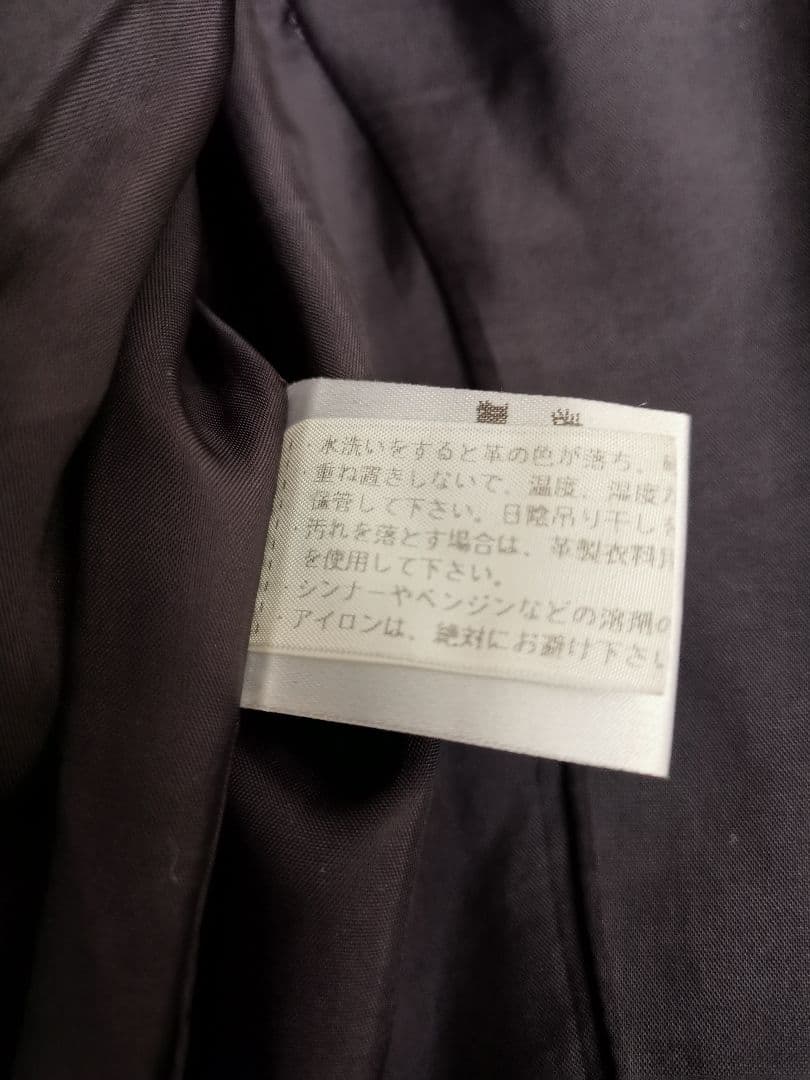 ・水洗いをすると革の色が落ち、
・重ね置きしないで、温度、湿度
保管して下さい。日陰吊り干しを
・汚れを落とす場合は、革製衣料用
を使用して下さい。
・シンナーやベンジンなどの溶剤の
・アイロンは、絶対にお避け下さい